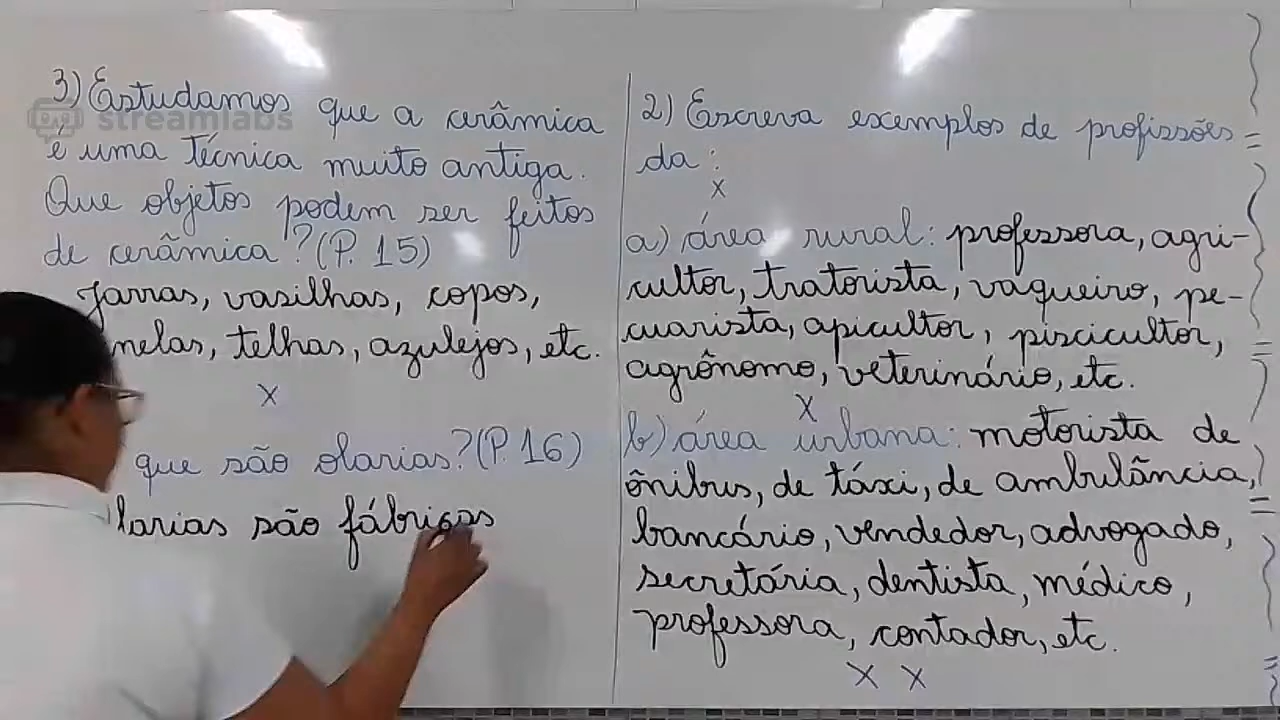 3) Estudamos que a cerâmica
é uma técnica muito antiga.
Que objetos podem ser feitos
de cerâmica? (P. 15)
Jarras, vasilhas, copos,
nelas, telhas, azulejos, etc.
X
que são olarias? (P. 16)
larias são fábricas
2) Escreva exemplos de profissões
da:
X
a) área rural: professora, agri-
cultor, tratorista, vaqueiro, pe-
cuarista, apicultor, piscicultor,
agrônomo, veterinário, etc.
X
b) área urbana: motorista de
ônibus, de táxi, de ambulância,
bancário, vendedor, advogado,
secretária, dentista, médico,
professora, contador, etc.
X X
streamlabs